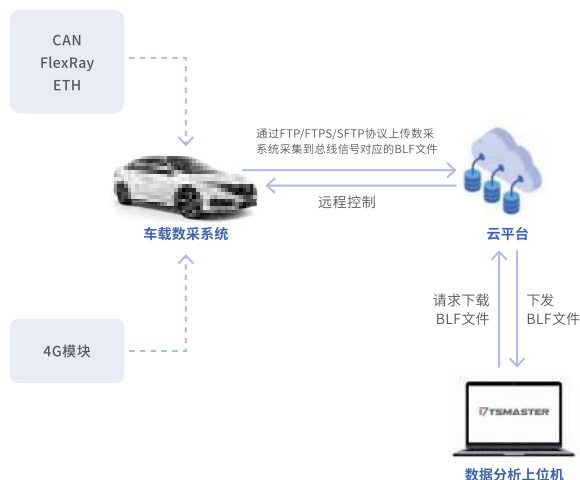 CAN
FlexRay
ETH
通过FTP/FTPS/SFTP协议上传数采
系统采集到总线信号对应的BLF文件
远程控制
车载数采系统
云平台
请求下载
BLF文件
下发
BLF文件
4G模块
TSMASTER
数据分析上位机